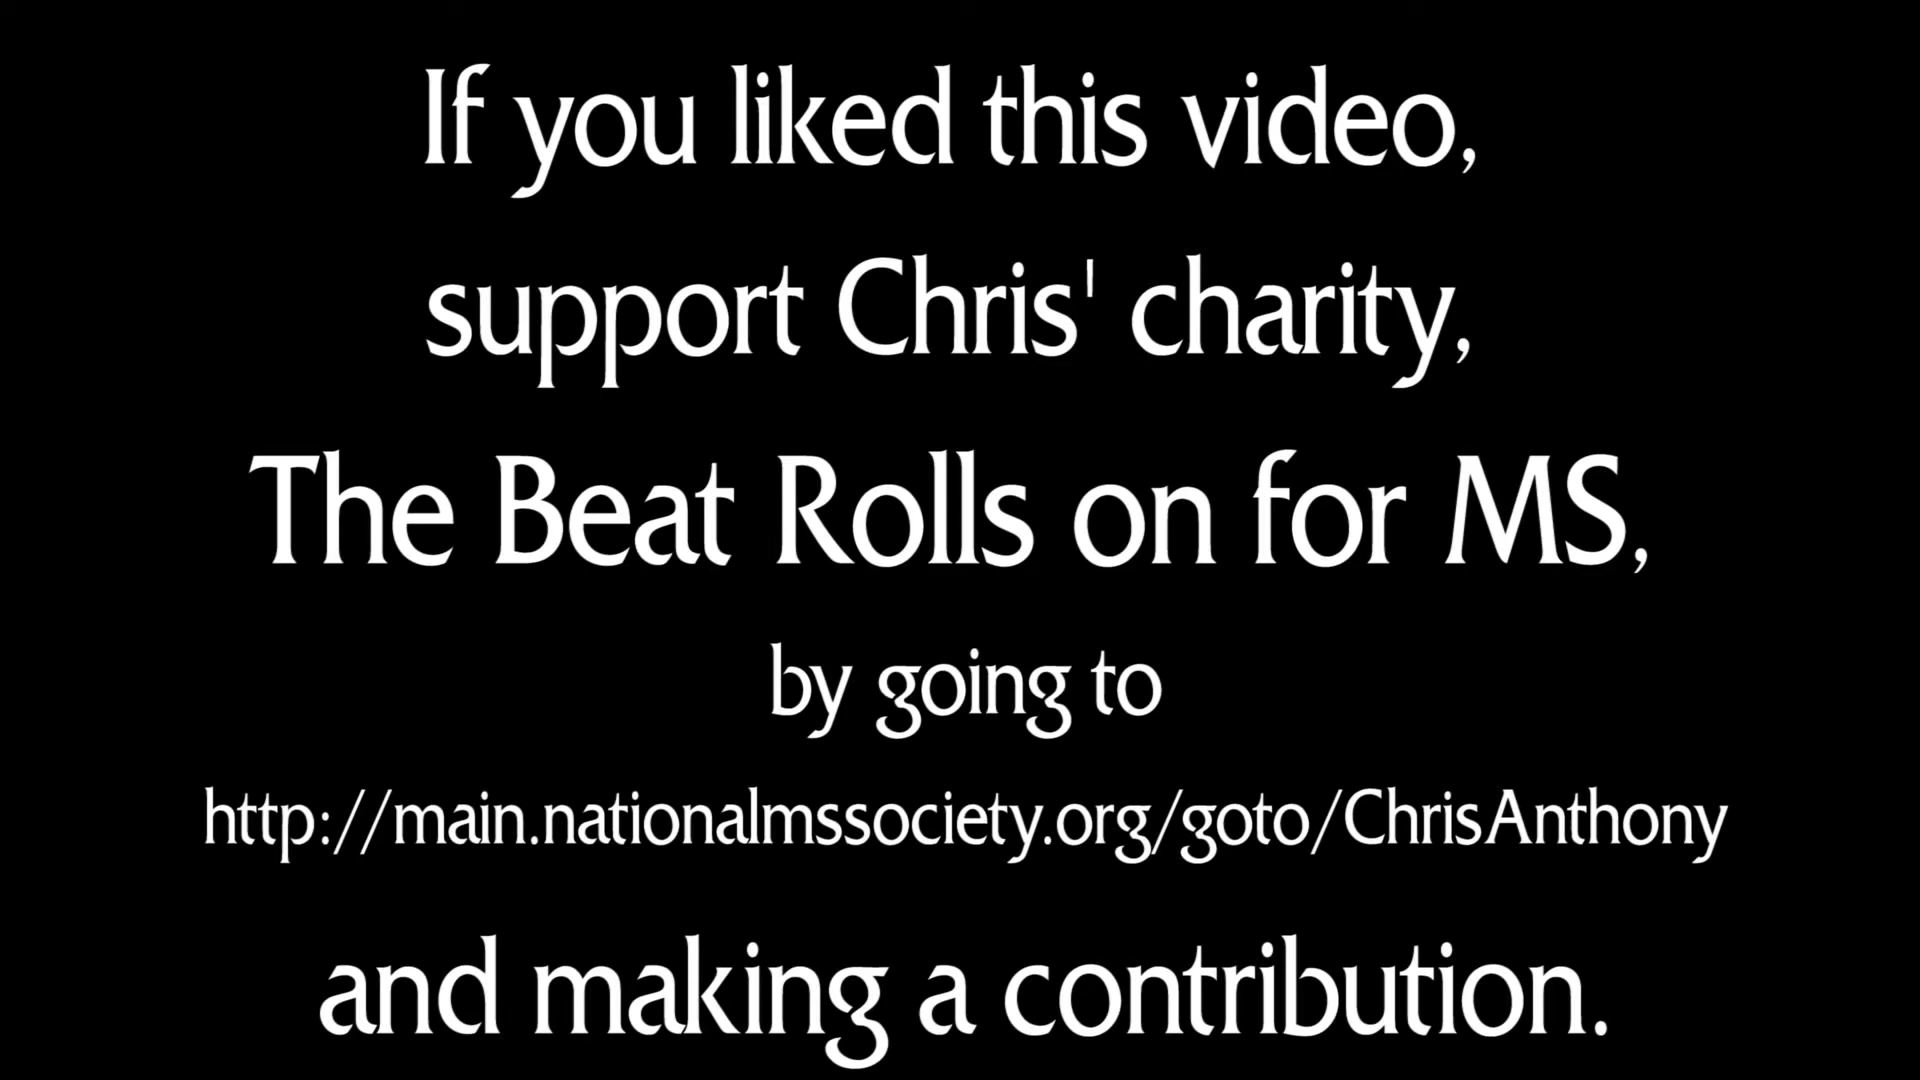 If you liked this video,
support Chris' charity,
The Beat Rolls on for MS,
by going to
http://main.nationalmssociety.org/goto/ChrisAnthony
and making a contribution.